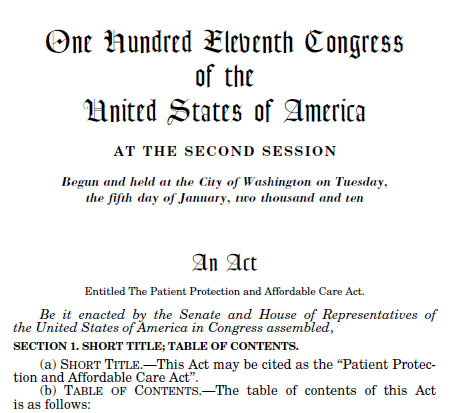 One Hundred Eleventh Congress
of the
United States of America
AT THE SECOND SESSION
Begun and held at the City of Washington on Tuesday,
the fifth day of January, two thousand and ten
An Act
Entitled The Patient Protection and Affordable Care Act.
Be it enacted by the Senate and House of Representatives of
the United States of America in Congress assembled,
SECTION 1. SHORT TITLE; TABLE OF CONTENTS.
(a) SHORT TITLE.—This Act may be cited as the “Patient Protec-
tion and Affordable Care Act”.
(b) TABLE OF CONTENTS.—The table of contents of this Act
is as follows: